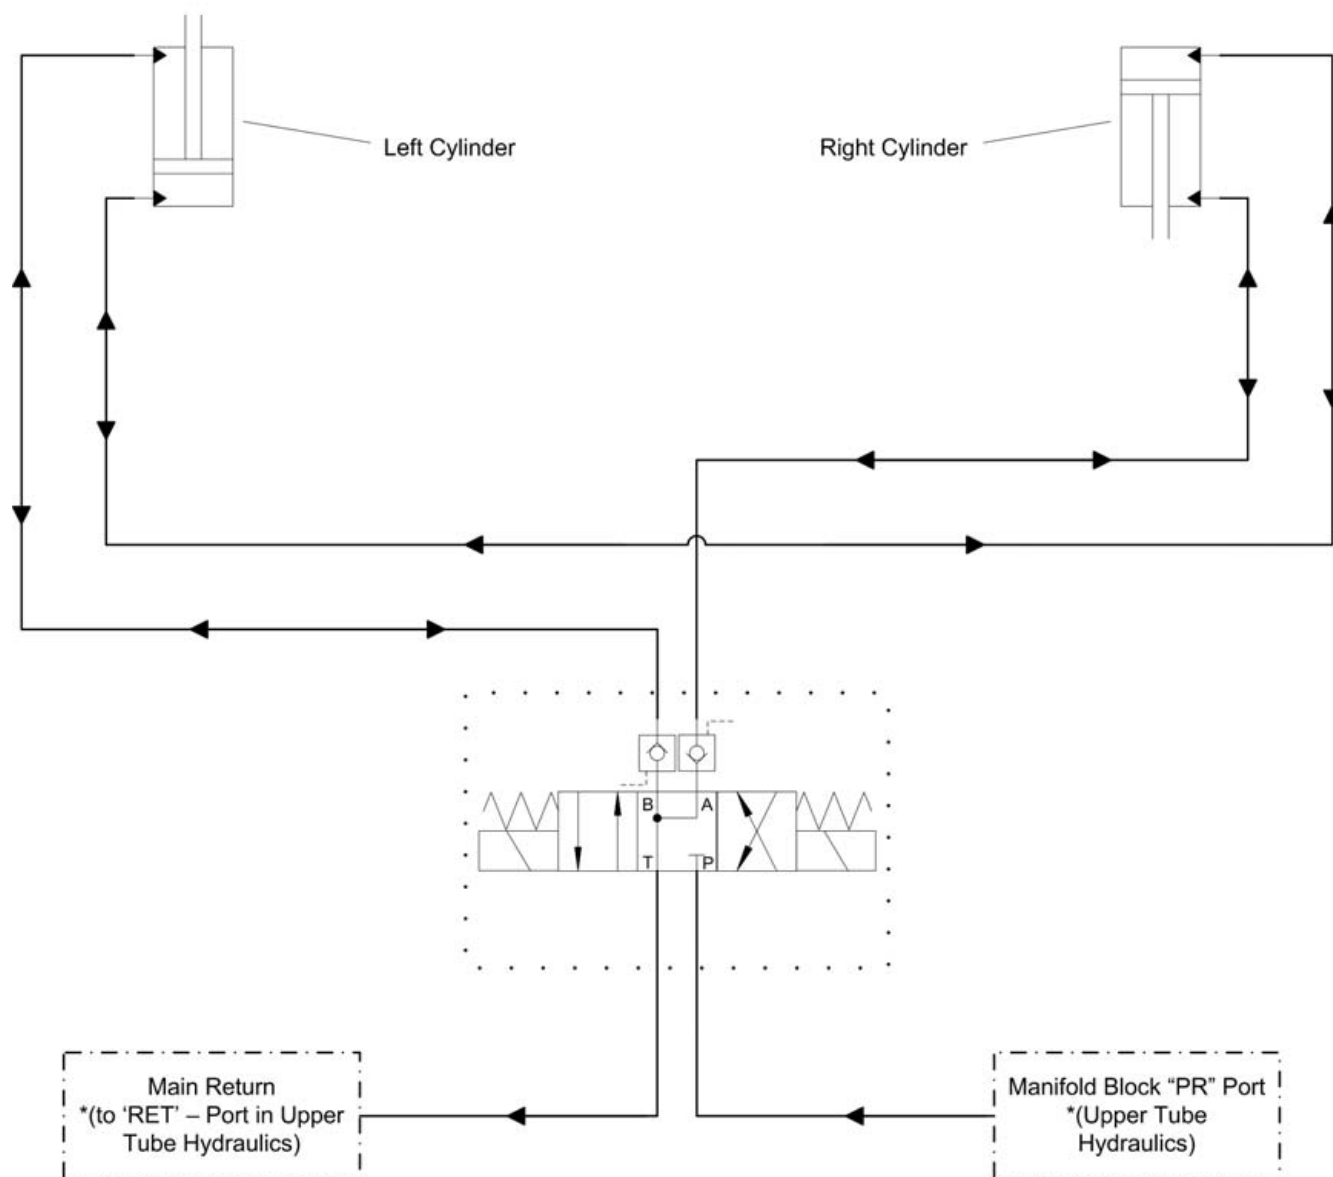 Left Cylinder
Right Cylinder
B
A
T
P
Main Return
*(to ‘RET’ – Port in Upper
Tube Hydraulics)
Manifold Block “PR” Port
*(Upper Tube
Hydraulics)